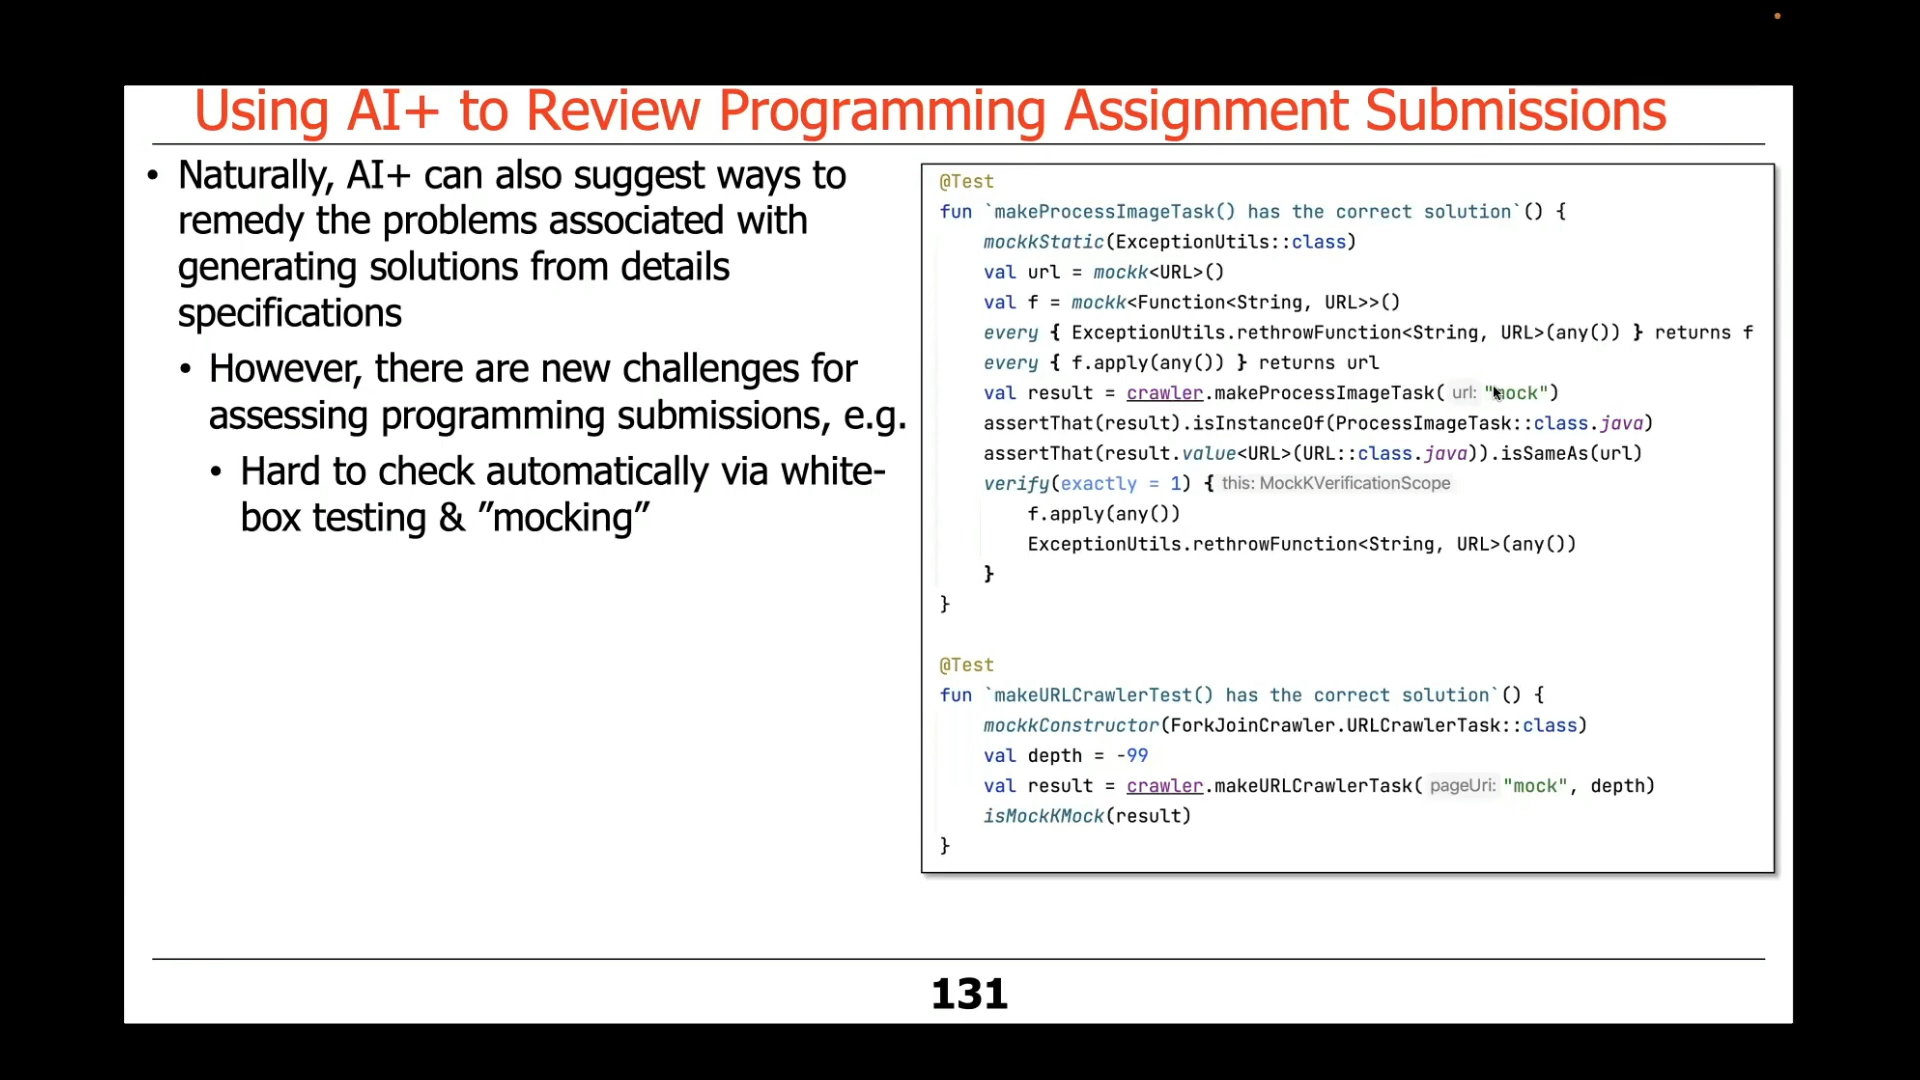 Using AI+ to Review Programming Assignment Submissions
• Naturally, AI+ can also suggest ways to
remedy the problems associated with
generating solutions from details
specifications
• However, there are new challenges for
assessing programming submissions, e.g.
• Hard to check automatically via white-
box testing & ”mocking”
@Test
fun `makeProcessImageTask() has the correct solution`() {
mockkStatic(ExceptionUtils::class)
val url = mockk<URL>()
val f = mockk<Function<String, URL>>()
every { ExceptionUtils.rethrowFunction<String, URL>(any()) } returns f
every { f.apply(any()) } returns url
val result = crawler.makeProcessImageTask( url: "mock")
assertThat(result).isInstanceOf(ProcessImageTask::class.java)
assertThat(result.value<URL>(URL::class.java)).isSameAs(url)
verify(exactly = 1) { this: MockKVerificationScope
f.apply(any())
ExceptionUtils.rethrowFunction<String, URL>(any())
}
}
@Test
fun `makeURLCrawlerTest() has the correct solution`() {
mockkConstructor(ForkJoinCrawler.URLCrawlerTask::class)
val depth = -99
val result = crawler.makeURLCrawlerTask( pageUri: "mock", depth)
isMockKMock(result)
}
131